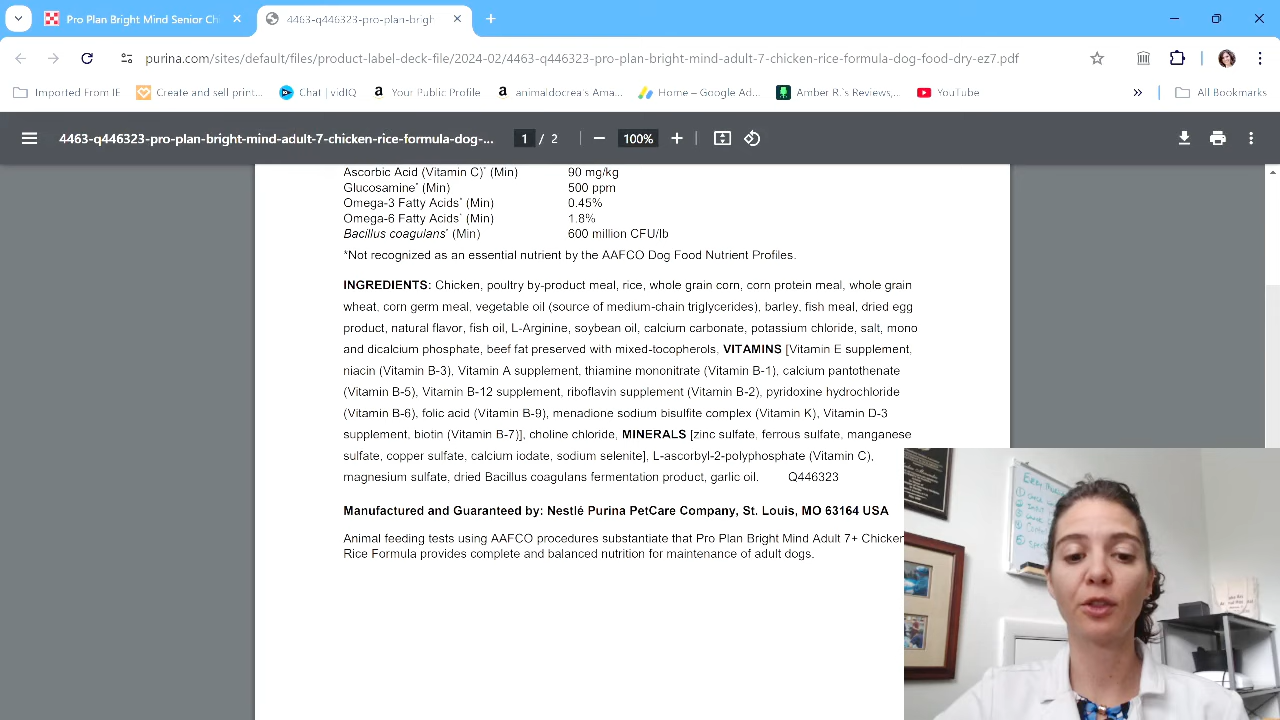 Pro Plan Bright Mind Senior Ch
4463-q446323-pro-plan-brigh
purina.com/sites/default/files/product-label-deck-file/2024-02/4463-q446323-pro-plan-bright-mind-adult-7-chicken-rice-formula-dog-food-dry-ez7.pdf
Imported From IE
Create and sell print...
Chat | vidIQ
Your Public Profile
animaldocrea's Ama...
Home – Google Ad...
Amber R.'s Reviews,...
YouTube
»
All Bookmarks
4463-q446323-pro-plan-bright-mind-adult-7-chicken-rice-formula-dog-...
1 / 2
100%
Ascorbic Acid (Vitamin C)* (Min) 90 mg/kg
Glucosamine* (Min) 500 ppm
Omega-3 Fatty Acids* (Min) 0.45%
Omega-6 Fatty Acids* (Min) 1.8%
Bacillus coagulans* (Min) 600 million CFU/lb
*Not recognized as an essential nutrient by the AAFCO Dog Food Nutrient Profiles.
INGREDIENTS: Chicken, poultry by-product meal, rice, whole grain corn, corn protein meal, whole grain
wheat, corn germ meal, vegetable oil (source of medium-chain triglycerides), barley, fish meal, dried egg
product, natural flavor, fish oil, L-Arginine, soybean oil, calcium carbonate, potassium chloride, salt, mono
and dicalcium phosphate, beef fat preserved with mixed-tocopherols, VITAMINS [Vitamin E supplement,
niacin (Vitamin B-3), Vitamin A supplement, thiamine mononitrate (Vitamin B-1), calcium pantothenate
(Vitamin B-5), Vitamin B-12 supplement, riboflavin supplement (Vitamin B-2), pyridoxine hydrochloride
(Vitamin B-6), folic acid (Vitamin B-9), menadione sodium bisulfite complex (Vitamin K), Vitamin D-3
supplement, biotin (Vitamin B-7)], choline chloride, MINERALS [zinc sulfate, ferrous sulfate, manganese
sulfate, copper sulfate, calcium iodate, sodium selenite], L-ascorbyl-2-polyphosphate (Vitamin C),
magnesium sulfate, dried Bacillus coagulans fermentation product, garlic oil. Q446323
Manufactured and Guaranteed by: Nestlé Purina PetCare Company, St. Louis, MO 63164 USA
Animal feeding tests using AAFCO procedures substantiate that Pro Plan Bright Mind Adult 7+ Chicken
Rice Formula provides complete and balanced nutrition for maintenance of adult dogs.